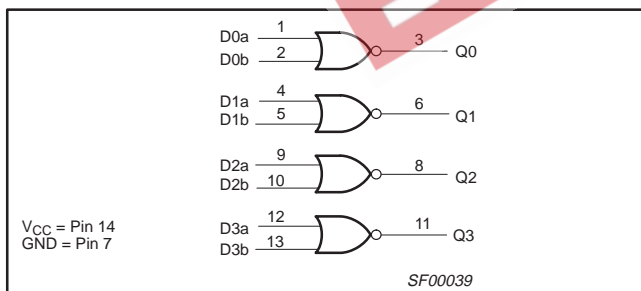 D0a 1
D0b 2
3 Q0
D1a 4
D1b 5
6 Q1
D2a 9
D2b 10
8 Q2
D3a 12
D3b 13
11 Q3
VCC = Pin 14
GND = Pin 7
SF00039